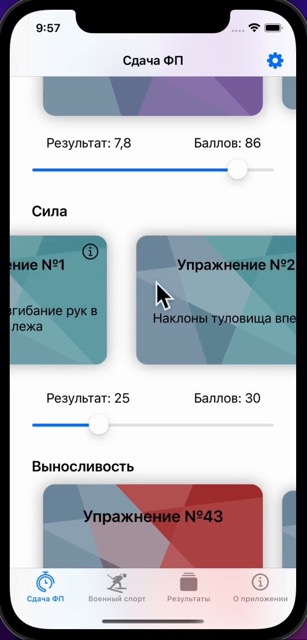 9:57
Сдача ФП
Результат: 7,8
Баллов: 86
Сила
ение №1
Упражнение №2
згибание рук в
лежа
Наклоны туловища впе
Результат: 25
Баллов: 30
Выносливость
Упражнение №43
Сдача ФП
Военный спорт
Результаты
О приложении